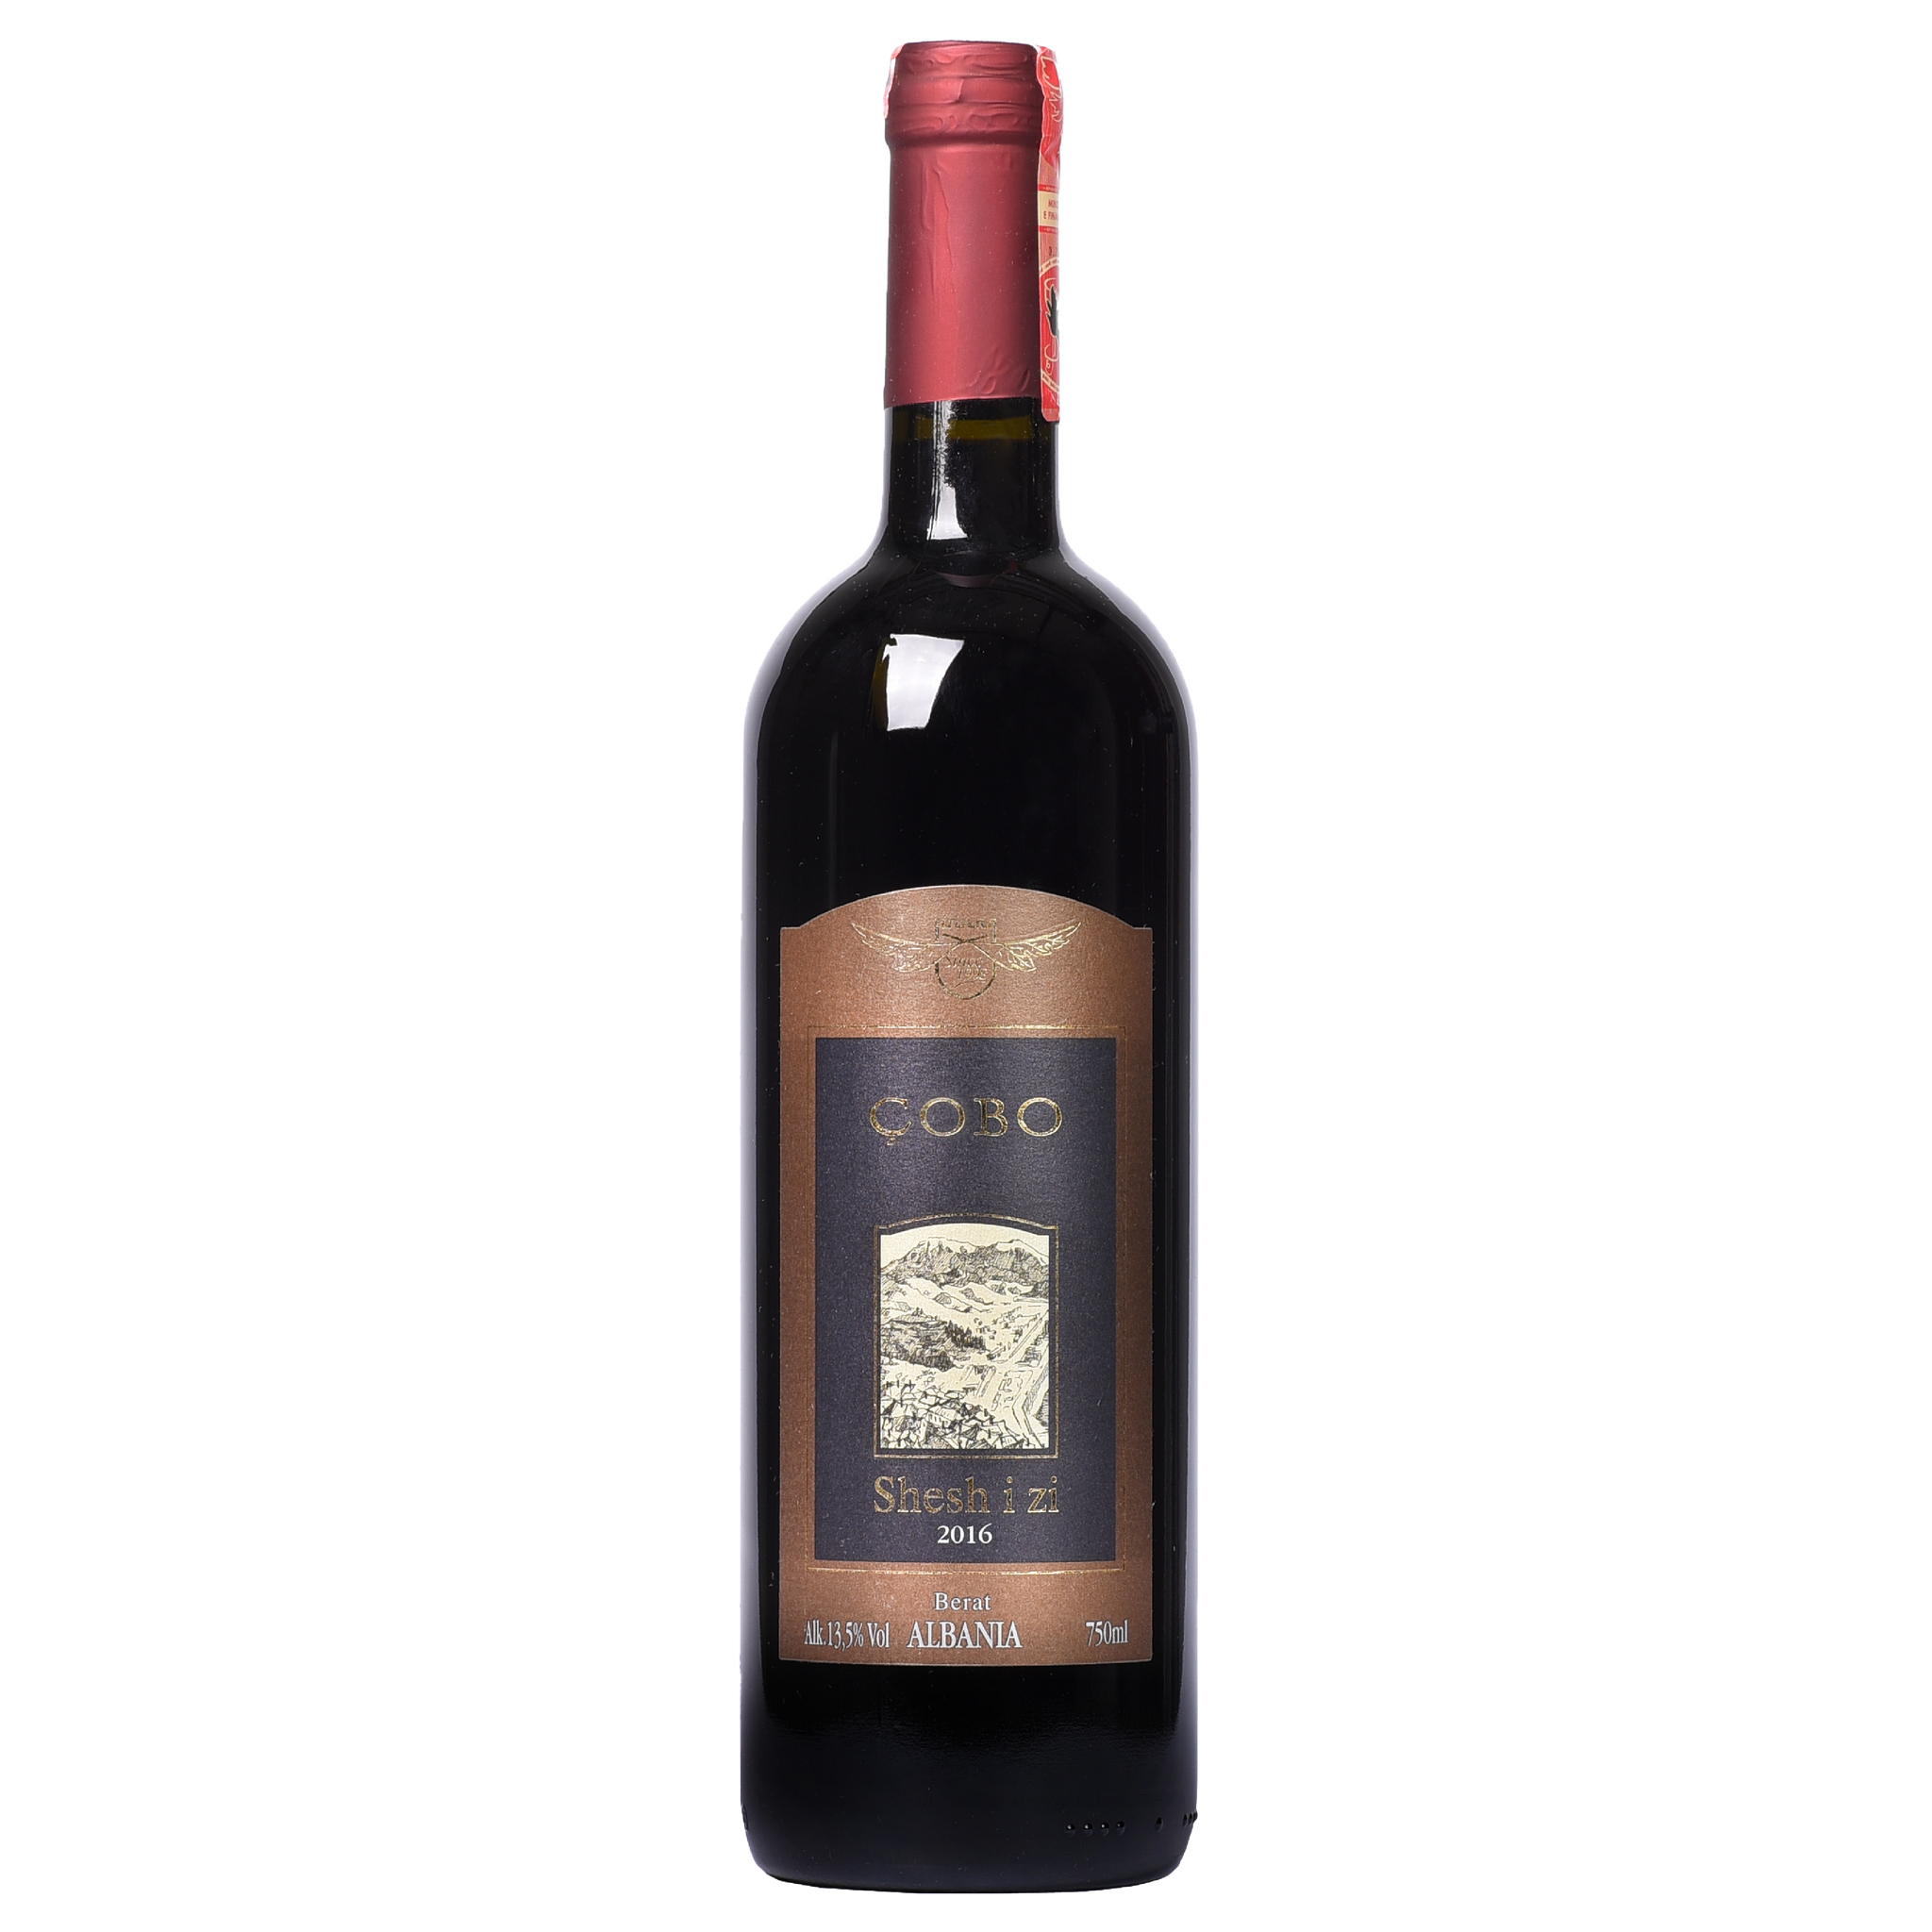 ÇOBO
Shesh i zi
2016
Berat
Alk.13,5% Vol ALBANIA 750ml